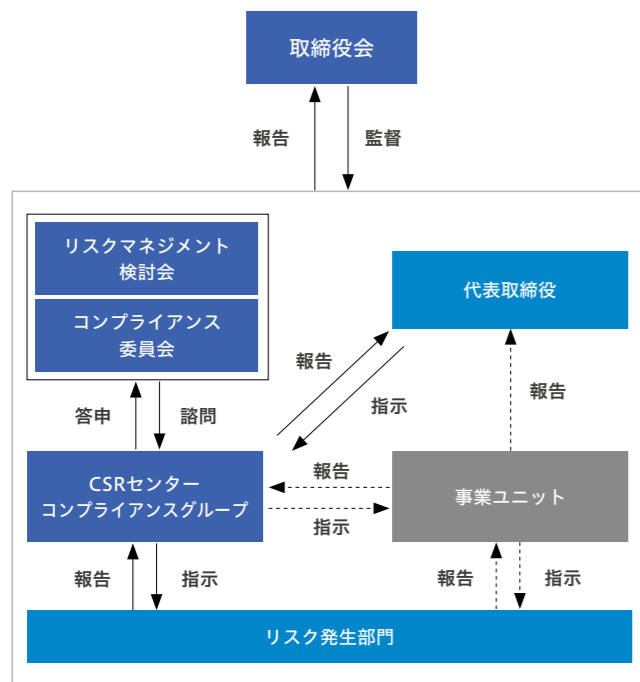 取締役会
報告
監督
リスクマネジメント
検討会
コンプライアンス
委員会
代表取締役
報告
指示
報告
答申
諮問
CSRセンター
コンプライアンスグループ
報告
指示
事業ユニット
報告
指示
報告
指示
リスク発生部門